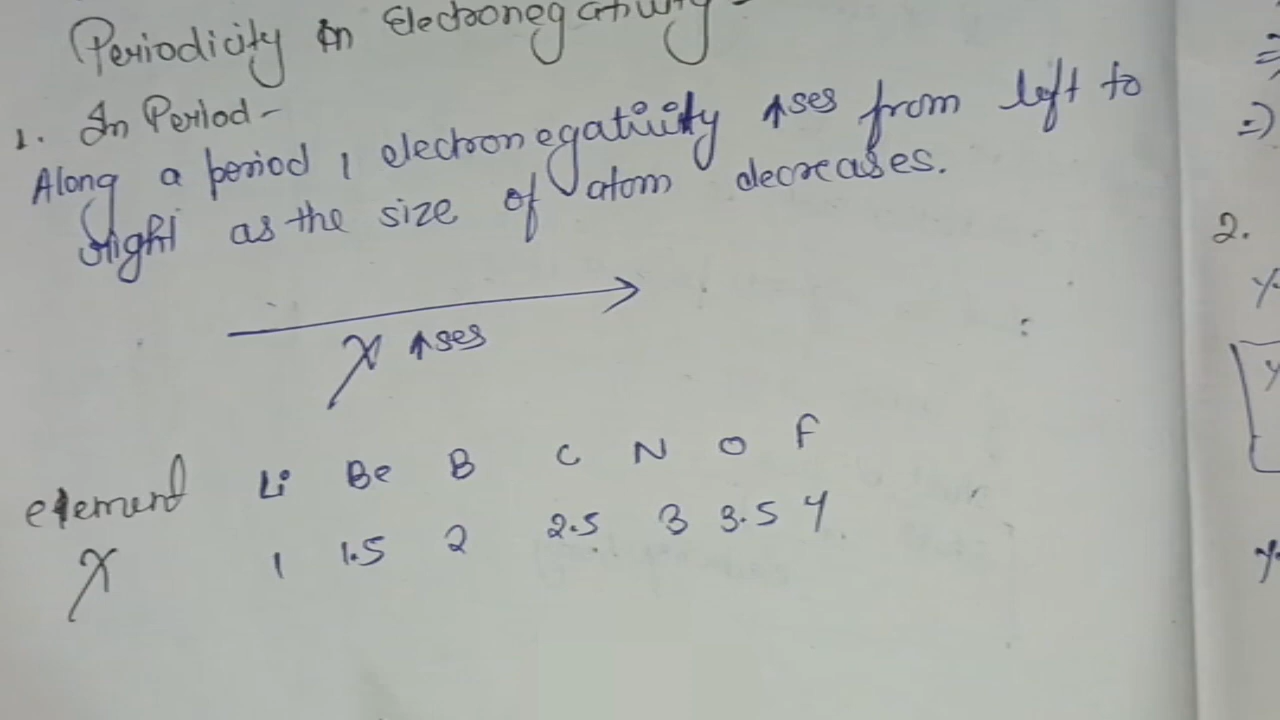 Periodicity in Electronegativity -
1. In Period -
Along a period, electronegativity ↑ses from left to
right as the size of atom decreases.
X ↑ses
element Li Be B C N O F
X 1 1.5 2 2.5 3 3.5 4
2.